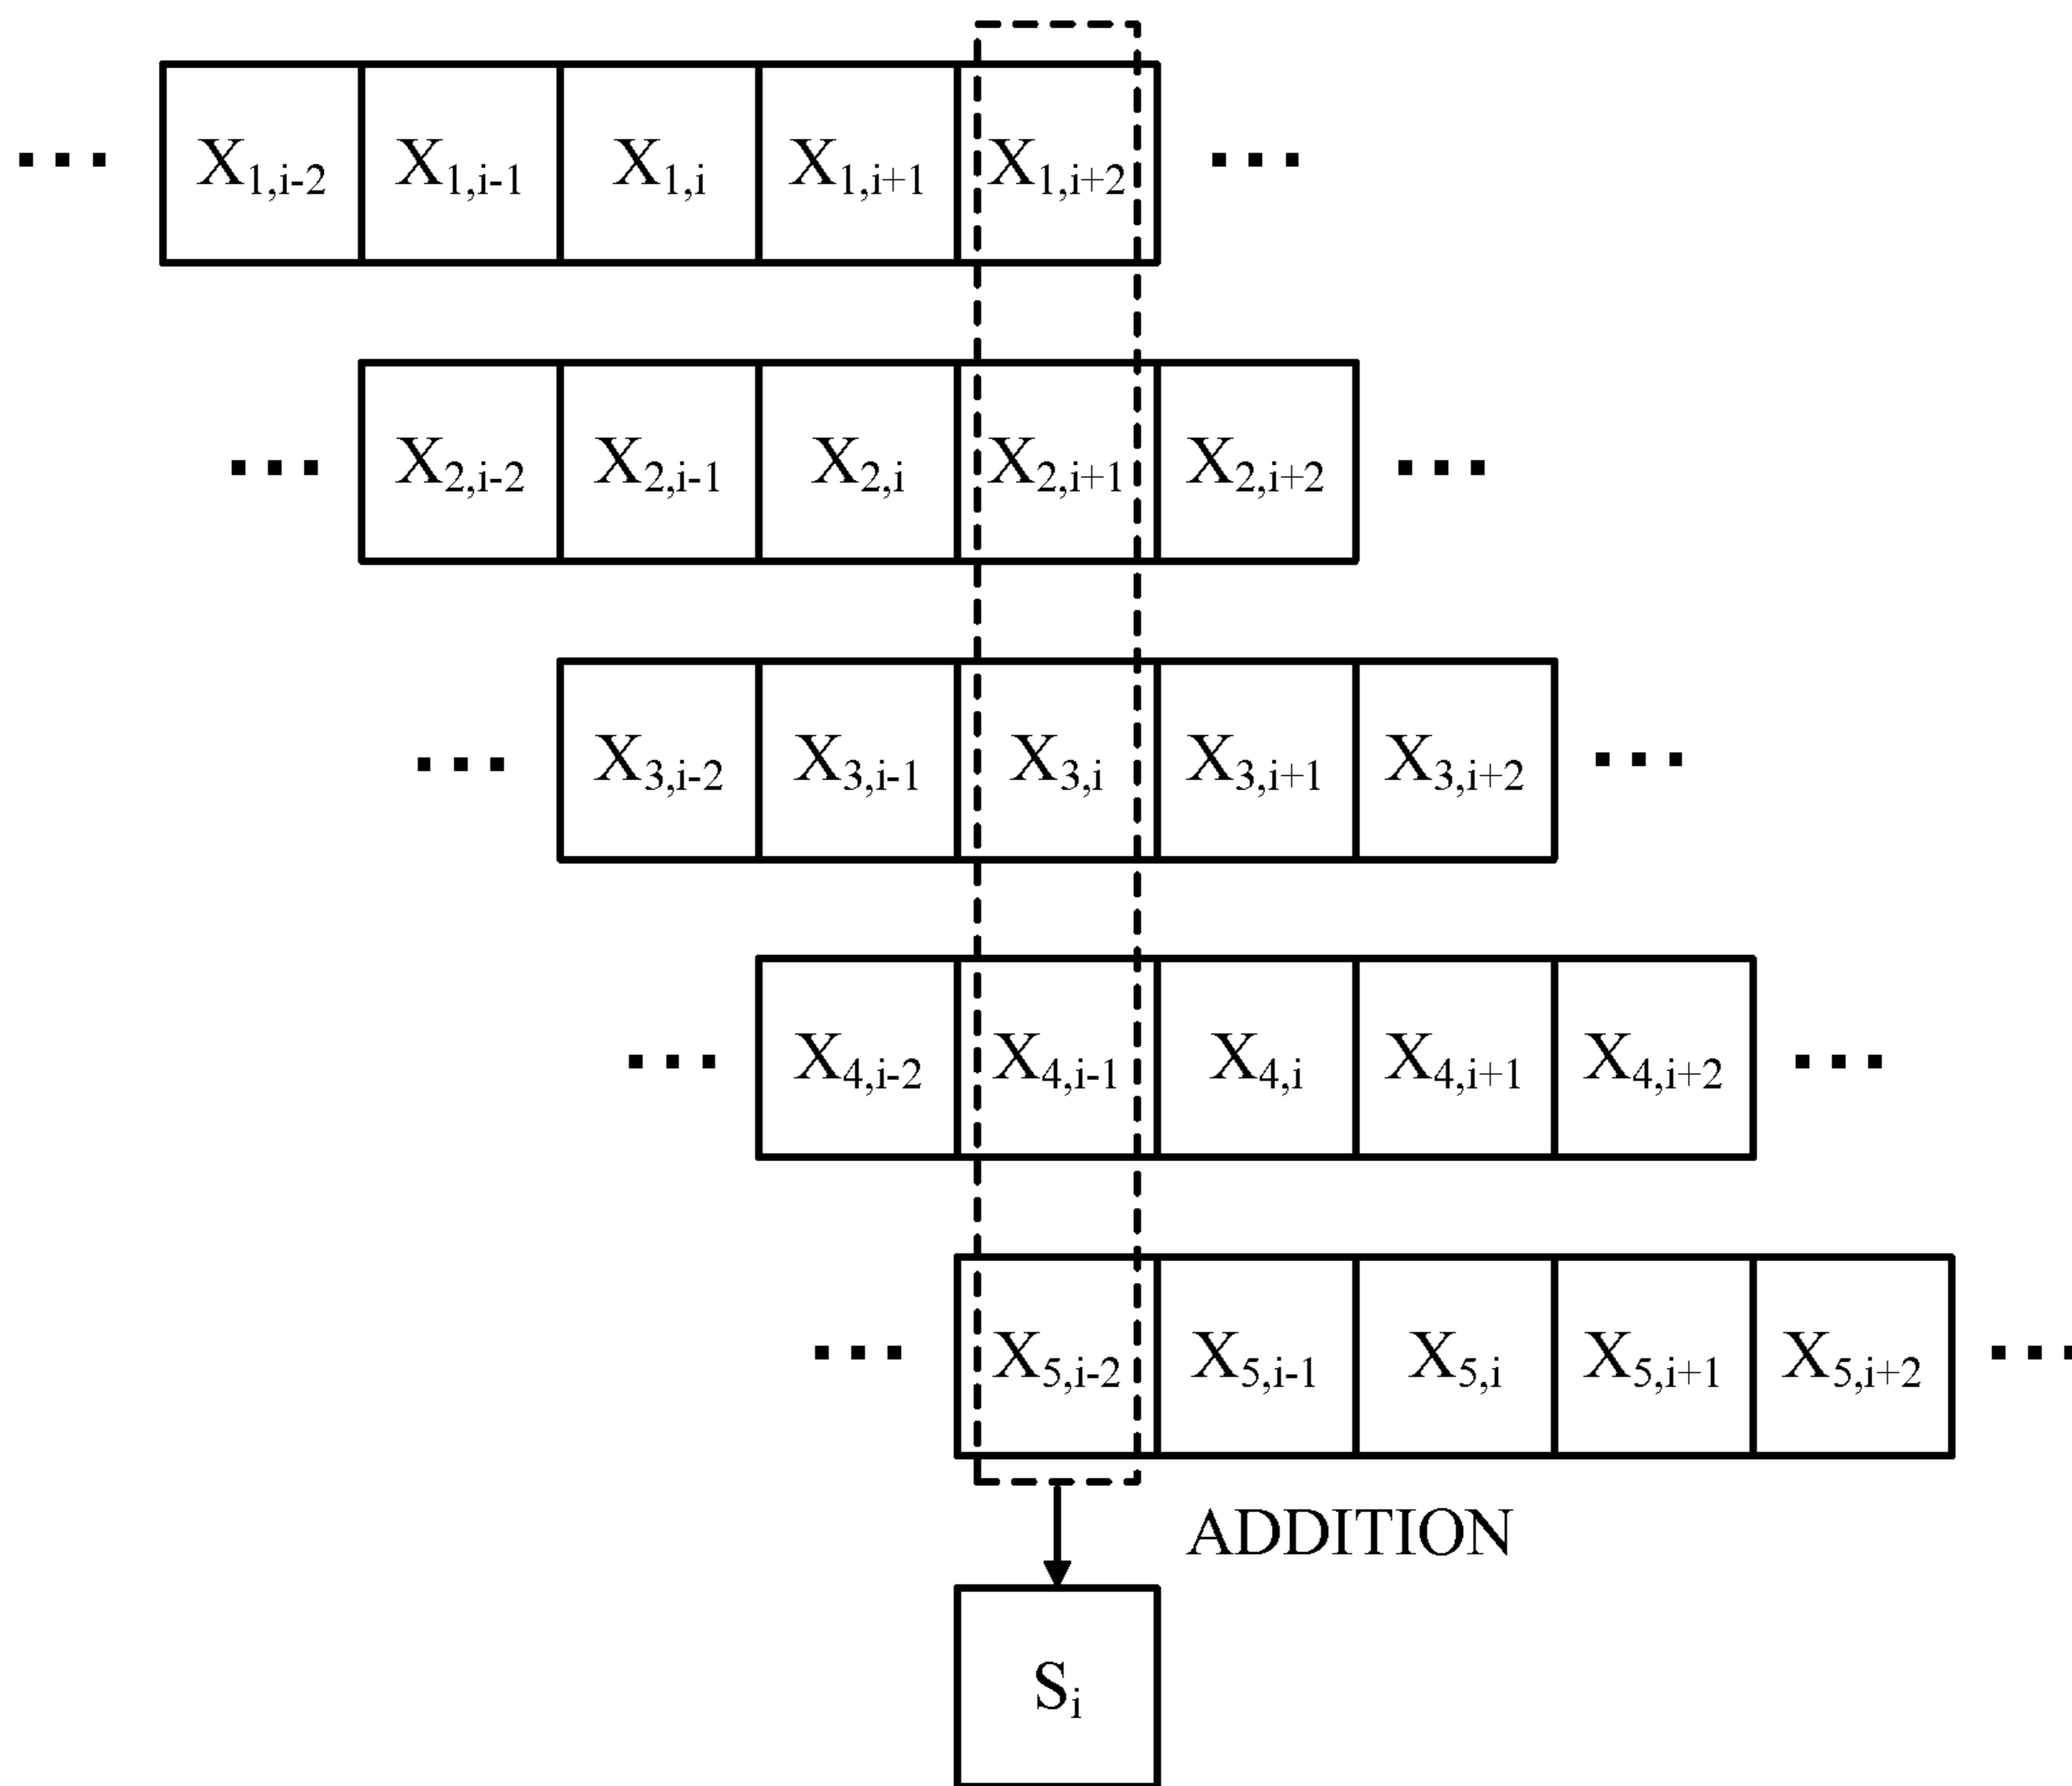 ... X1,i-2 X1,i-1 X1,i X1,i+1 X1,i+2 ...
... X2,i-2 X2,i-1 X2,i X2,i+1 X2,i+2 ...
... X3,i-2 X3,i-1 X3,i X3,i+1 X3,i+2 ...
... X4,i-2 X4,i-1 X4,i X4,i+1 X4,i+2 ...
... X5,i-2 X5,i-1 X5,i X5,i+1 X5,i+2 ...
ADDITION
Si